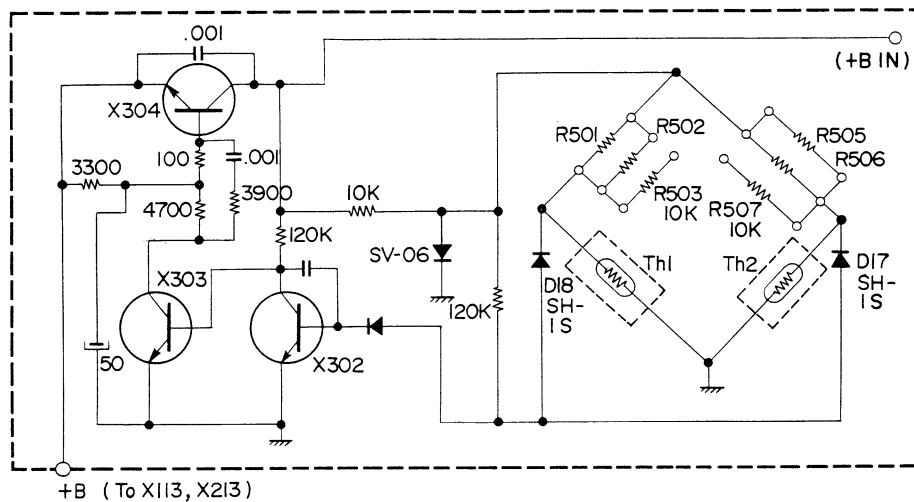 .001
(+B IN)
X304
R501
R502
R505
R506
100
.001
3300
3900
4700
R503
10K
R507
10K
10K
120K
SV-06
X303
Th1
Th2
D18
SH-
1S
D17
SH-
1S
120K
50
X302
+B (To X113, X213)